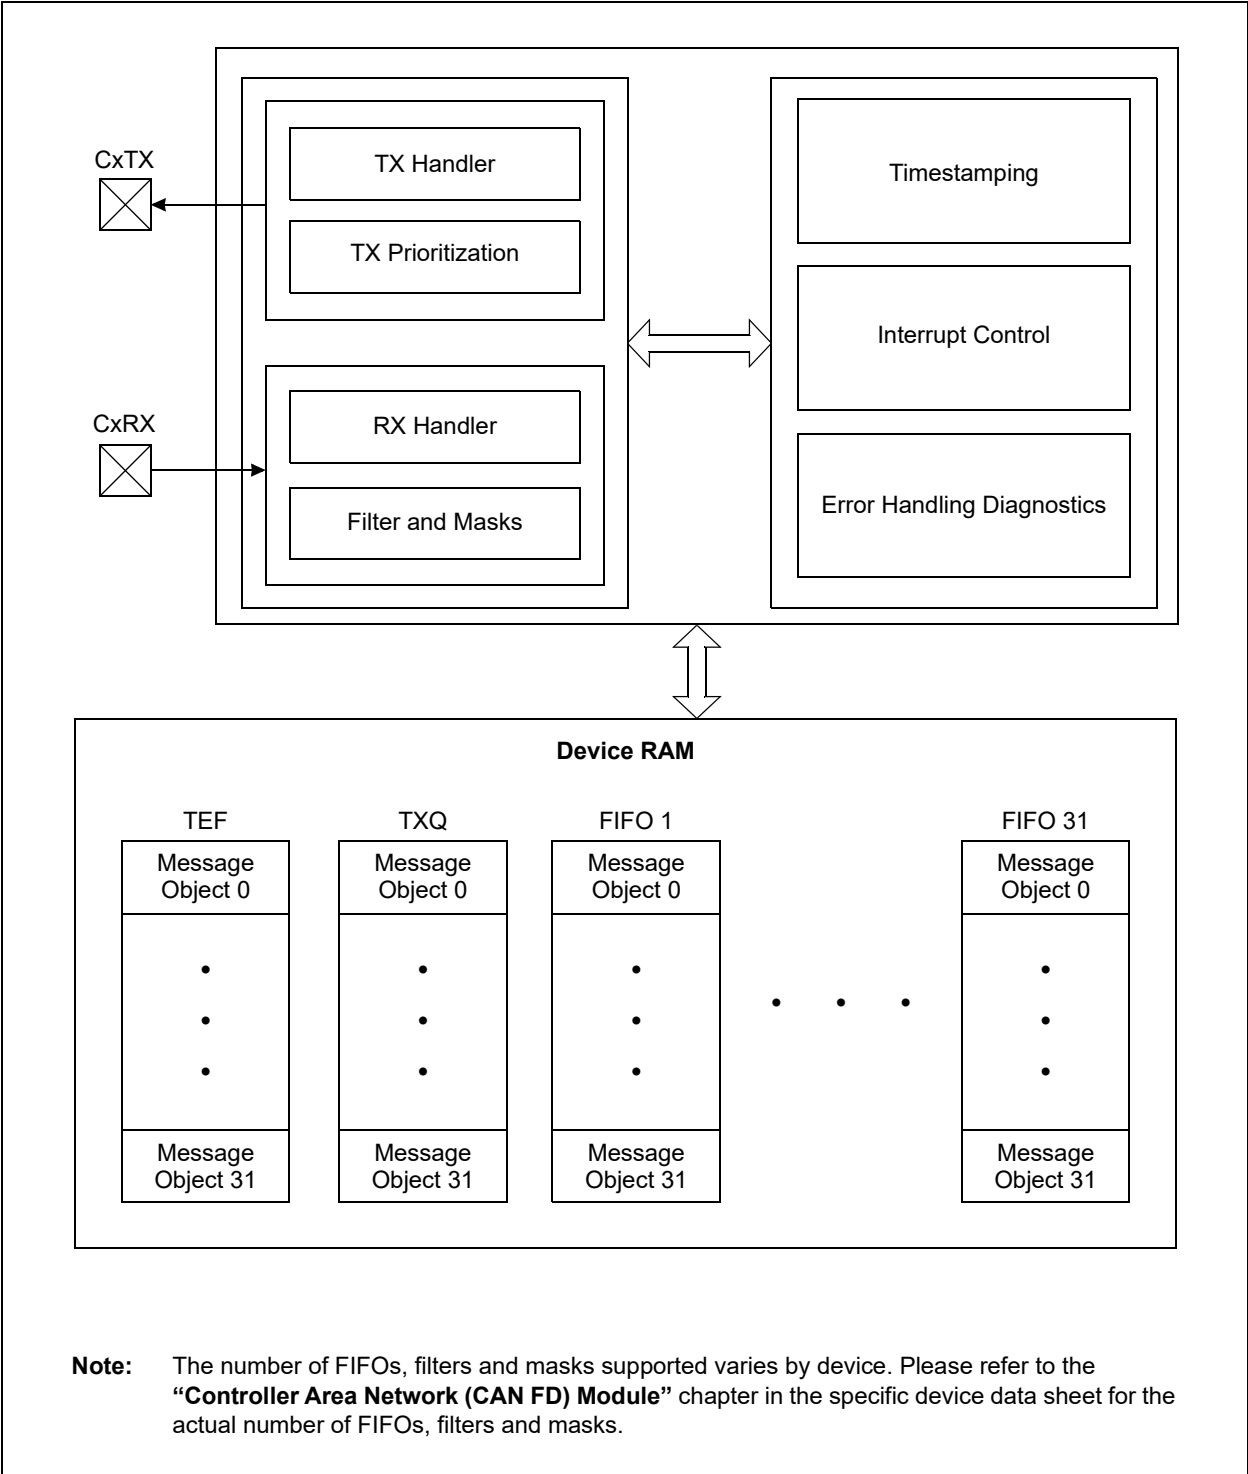 CxTX
TX Handler
TX Prioritization
CxRX
RX Handler
Filter and Masks
Timestamping
Interrupt Control
Error Handling Diagnostics
Device RAM
TEF
Message
Object 0
Message
Object 31
TXQ
Message
Object 0
Message
Object 31
FIFO 1
Message
Object 0
Message
Object 31
FIFO 31
Message
Object 0
Message
Object 31
Note: The number of FIFOs, filters and masks supported varies by device. Please refer to the
“Controller Area Network (CAN FD) Module” chapter in the specific device data sheet for the
actual number of FIFOs, filters and masks.